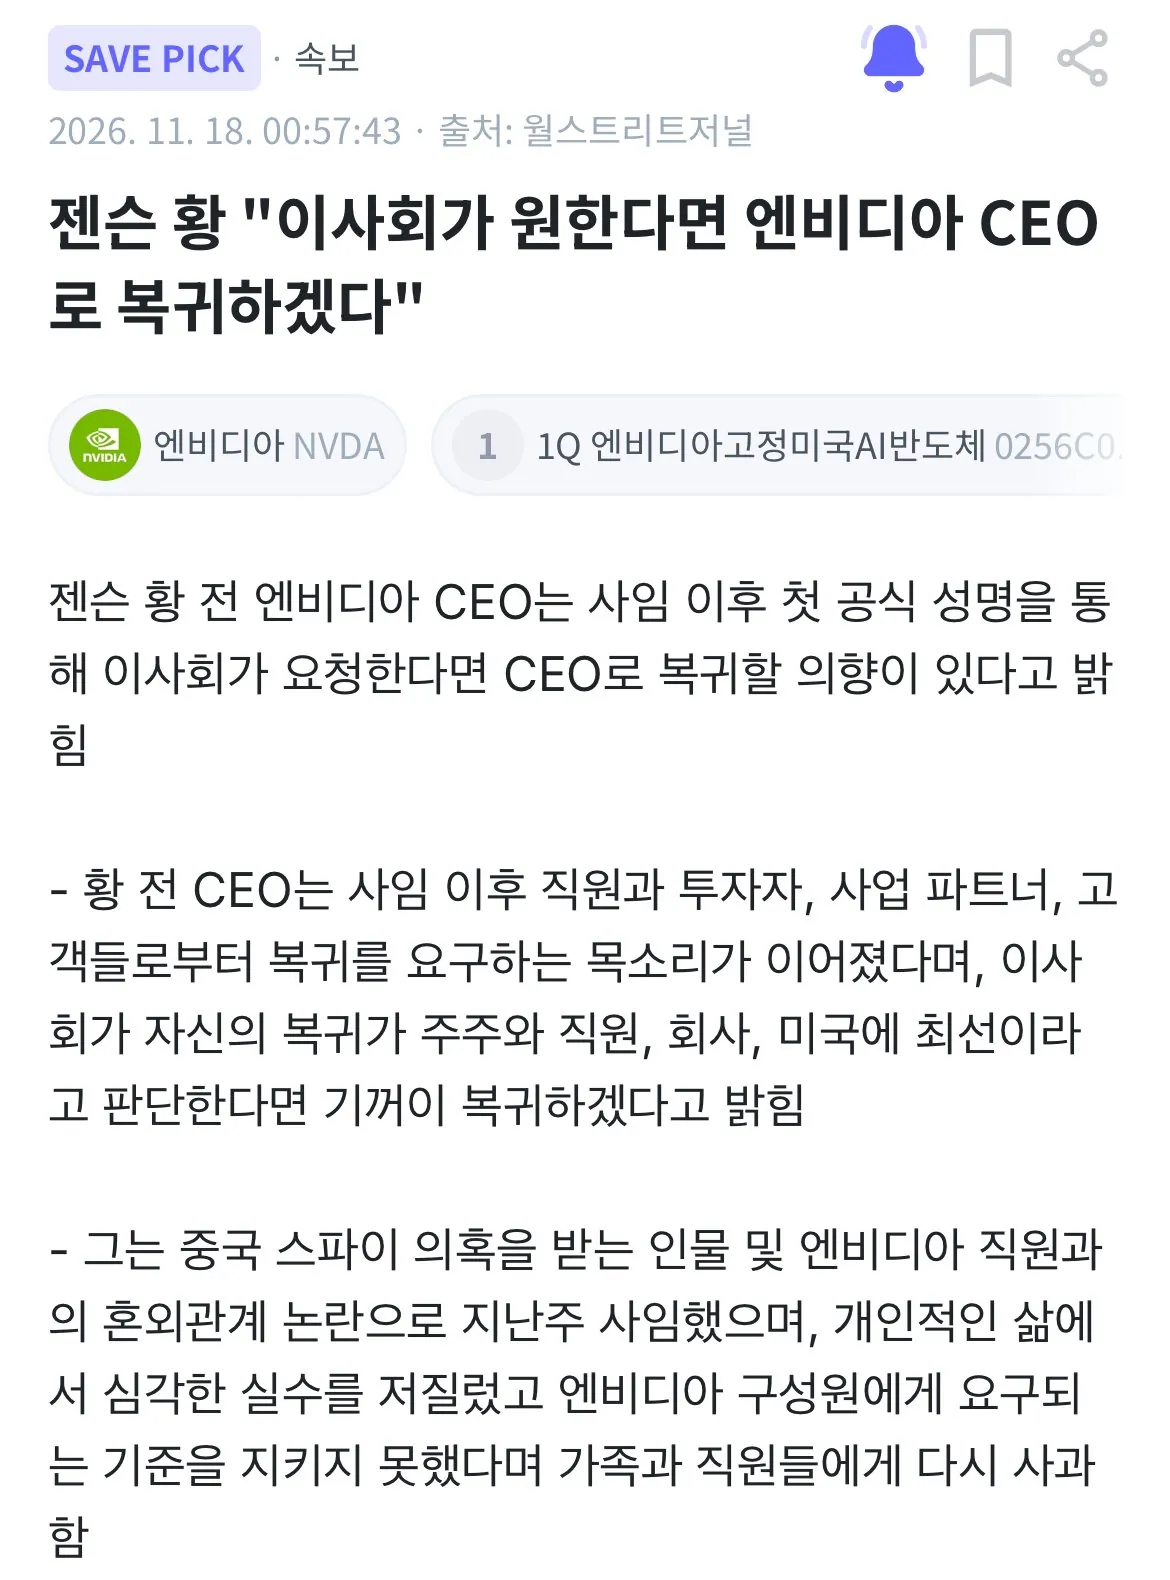 SAVE PICK · 속보
2026. 11. 18. 00:57:43 · 출처: 월스트리트저널
젠슨 황 "이사회가 원한다면 엔비디아 CEO
로 복귀하겠다"
NVIDIA 엔비디아 NVDA 1 1Q 엔비디아고정미국AI반도체 0256C0.
젠슨 황 전 엔비디아 CEO는 사임 이후 첫 공식 성명을 통
해 이사회가 요청한다면 CEO로 복귀할 의향이 있다고 밝
힘
- 황 전 CEO는 사임 이후 직원과 투자자, 사업 파트너, 고
객들로부터 복귀를 요구하는 목소리가 이어졌다며, 이사
회가 자신의 복귀가 주주와 직원, 회사, 미국에 최선이라
고 판단한다면 기꺼이 복귀하겠다고 밝힘
- 그는 중국 스파이 의혹을 받는 인물 및 엔비디아 직원과
의 혼외관계 논란으로 지난주 사임했으며, 개인적인 삶에
서 심각한 실수를 저질렀고 엔비디아 구성원에게 요구되
는 기준을 지키지 못했다며 가족과 직원들에게 다시 사과
함